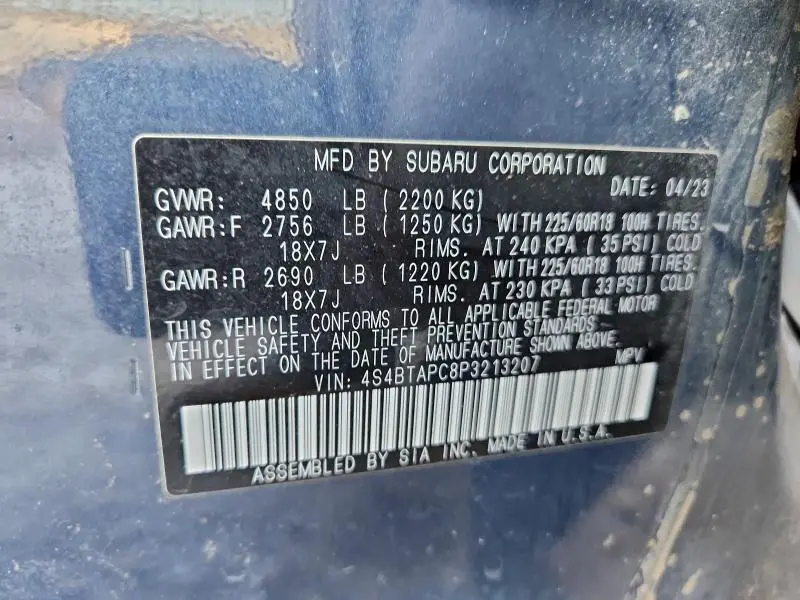 MFD BY SUBARU CORPORATION
DATE: 04/23
GVWR: 4850 LB (2200 KG)
GAWR:F 2756 LB (1250 KG) WITH 225/60R18 100H TIRES.
18X7J RIMS. AT 240 KPA (35 PSI) COLD
GAWR:R 2690 LB (1220 KG) WITH 225/60R18 100H TIRES.
18X7J RIMS. AT 230 KPA (33 PSI) COLD
THIS VEHICLE CONFORMS TO ALL APPLICABLE FEDERAL MOTOR
VEHICLE SAFETY AND THEFT PREVENTION STANDARDS
IN EFFECT ON THE DATE OF MANUFACTURE SHOWN ABOVE.
VIN: 4S4BTAPC8P3213207 MPV
ASSEMBLED BY SIA INC. MADE IN U.S.A.